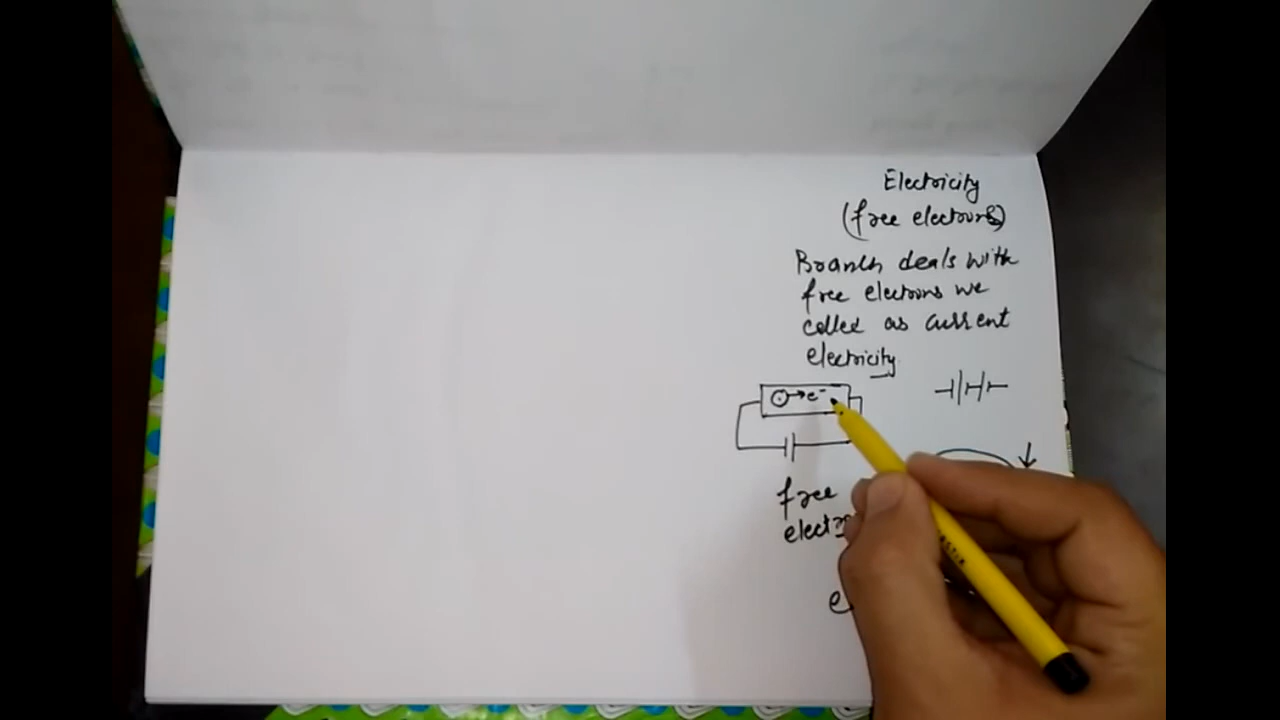 Electricity
(free electrons)
Branch deals with
free electrons we
called as current
electricity
e⁻
free